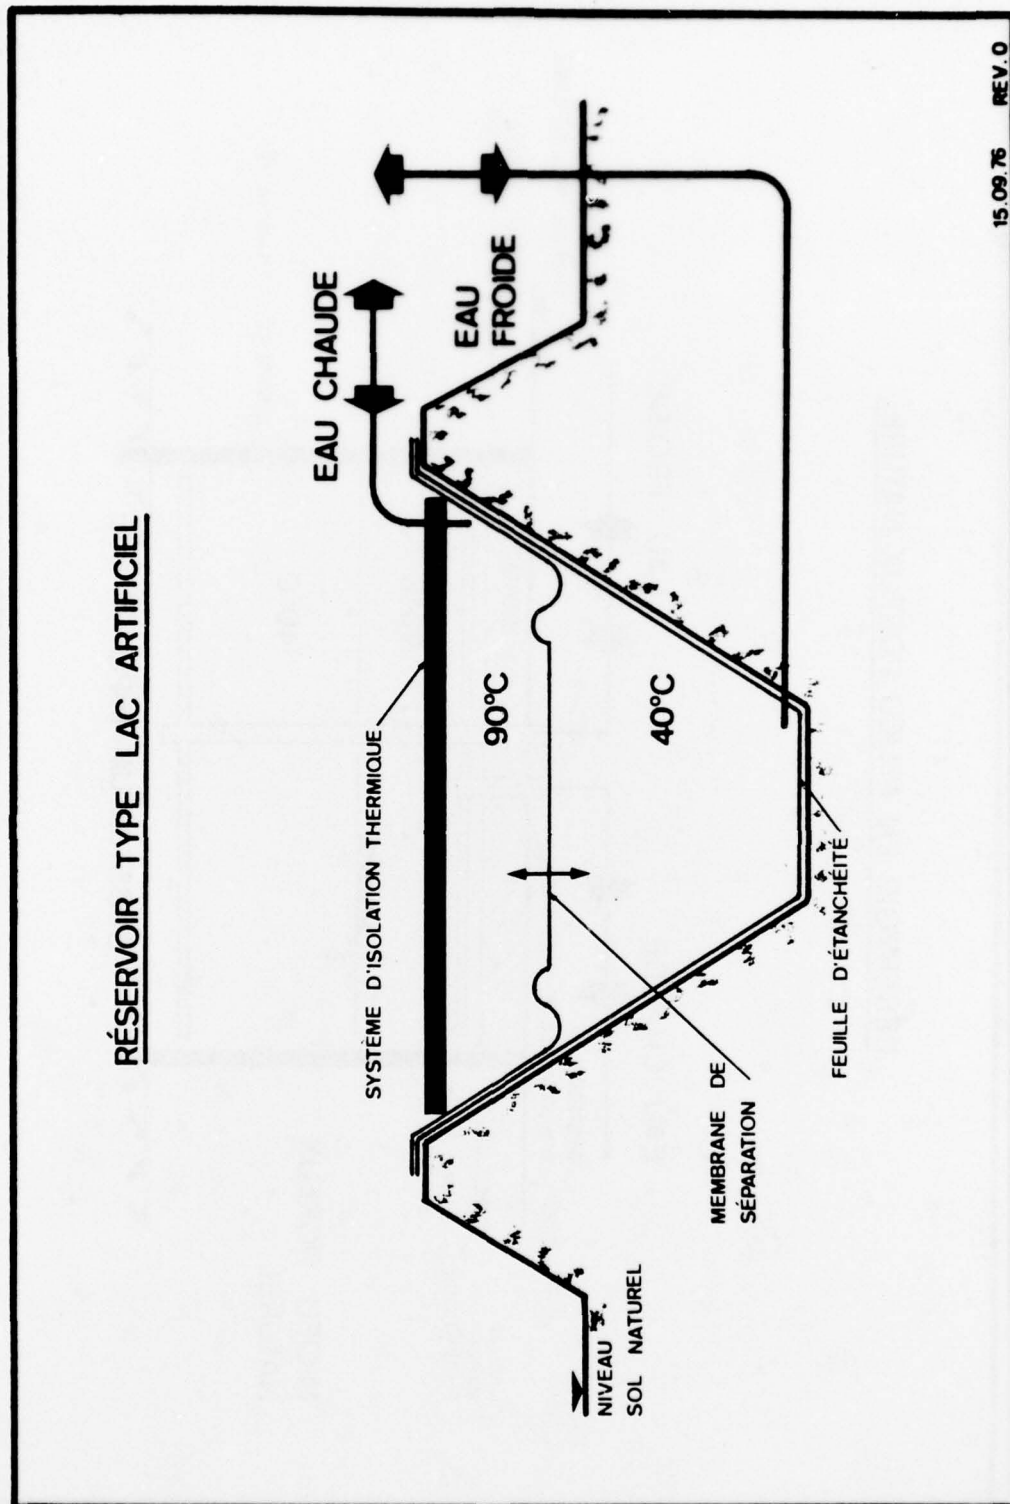 RÉSERVOIR TYPE LAC ARTIFICIEL
EAU CHAUDE
SYSTÈME D'ISOLATION THERMIQUE
EAU
FROIDE
90°C
40°C
NIVEAU
SOL NATUREL
MEMBRANE DE
SÉPARATION
FEUILLE D'ÉTANCHÉITÉ
15.09.76 REV. 0